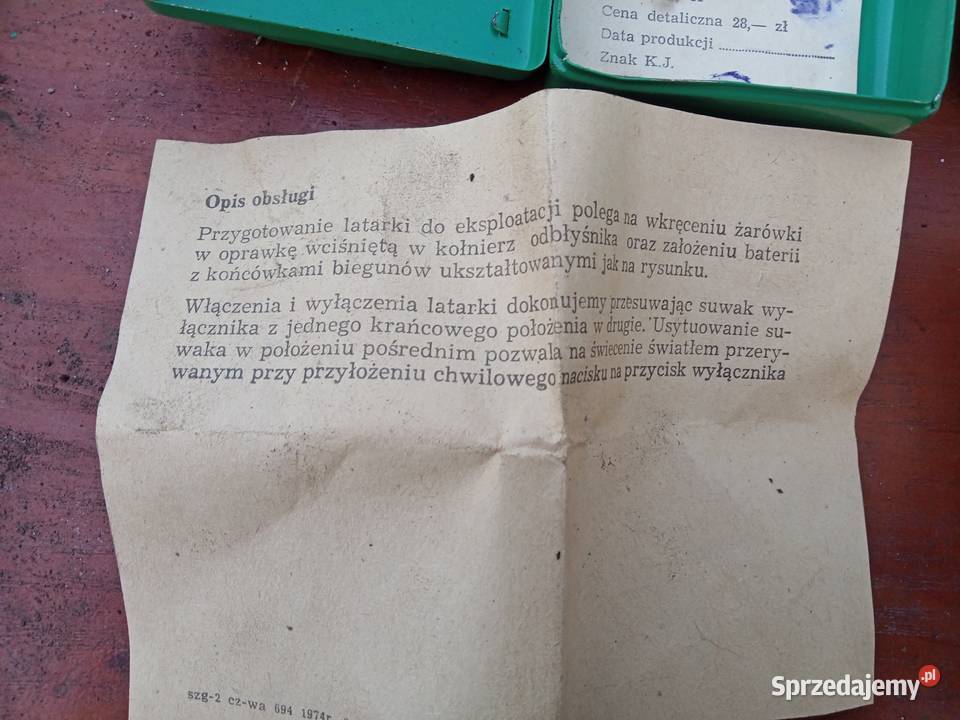 Cena detaliczna 28,— zł
Data produkcji ........................
Znak K.J.
Opis obsługi
Przygotowanie latarki do eksploatacji polega na wkręceniu żarówki
w oprawkę wciśniętą w kołnierz odbłyśnika oraz założeniu baterii
z końcówkami biegunów ukształtowanymi jak na rysunku.
Włączenia i wyłączenia latarki dokonujemy przesuwając suwak wy-
łącznika z jednego krańcowego położenia w drugie. Usytuowanie su-
waka w położeniu pośrednim pozwala na świecenie światłem przery-
wanym przy przyłożeniu chwilowego nacisku na przycisk wyłącznika
szg-2 cz-wa 694 1974r.
Sprzedajemy.pl